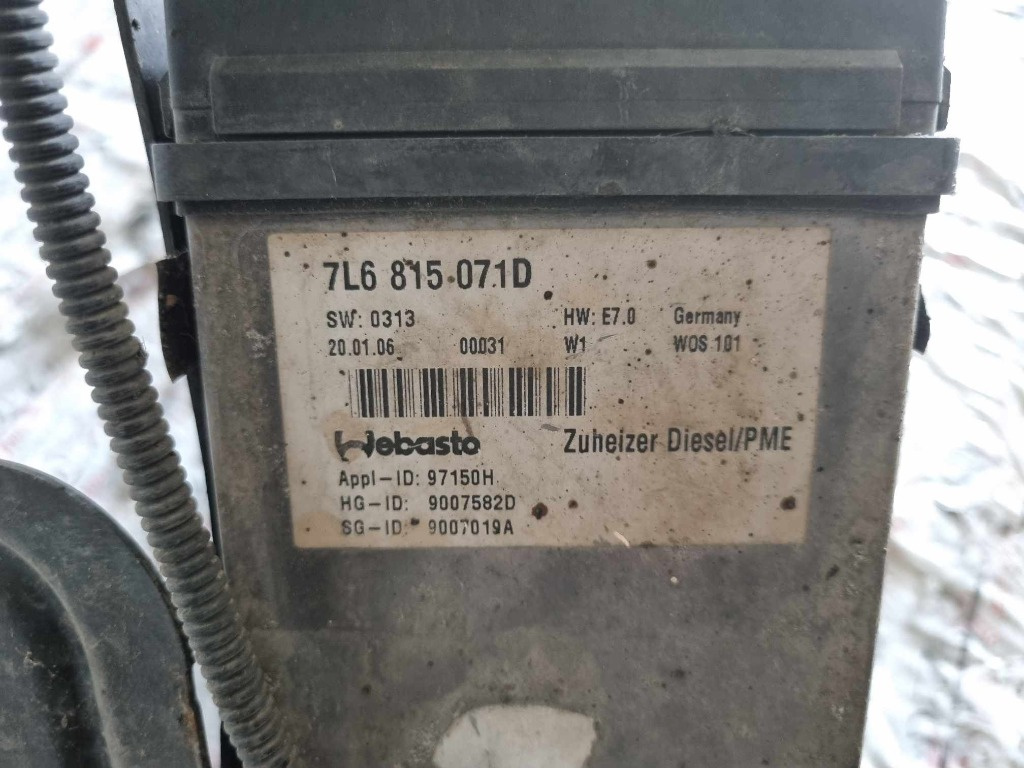 7L6 815 071D
SW: 0313 HW: E7.0 Germany
20.01.06 00031 W1 WOS 101
Webasto Zuheizer Diesel/PME
Appl-ID: 97150H
HG-ID: 9007582D
SG-ID: 9007019A